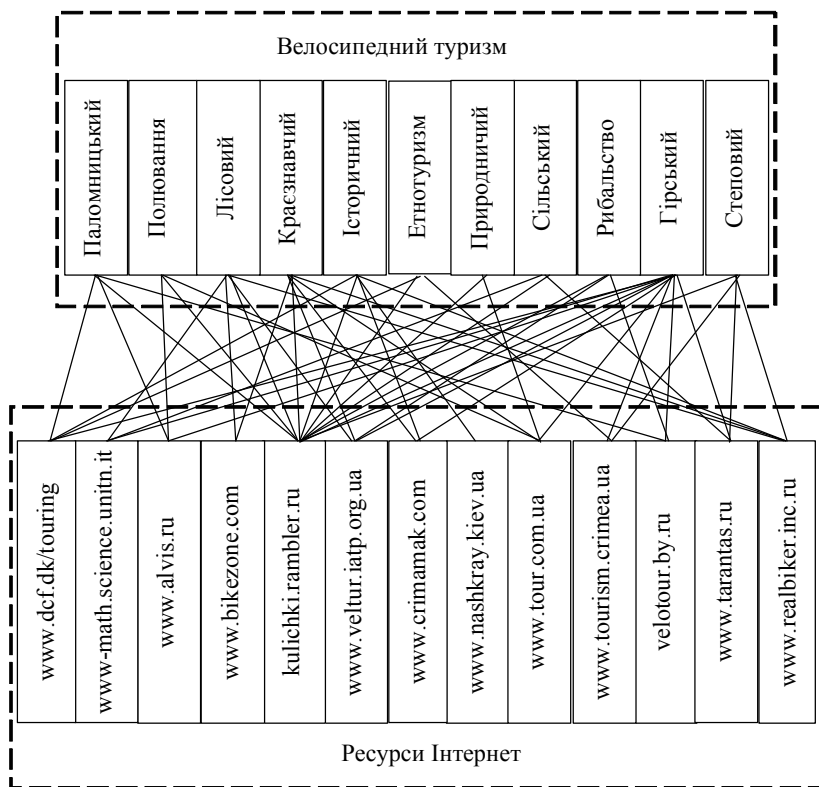 Велосипедний туризм
Паломницький
Полювання
Лісовий
Краєзнавчий
Історичний
Етнотуризм
Природничий
Сільський
Рибальство
Гірський
Степовий
www.dcf.dk/touring
www-math.science.unitn.it
www.alvis.ru
www.bikezone.com
kulichki.rambler.ru
www.veltur.iatp.org.ua
www.crimamak.com
www.nashkray.kiev.ua
www.tour.com.ua
www.tourism.crimea.ua
velotour.by.ru
www.tarantas.ru
www.realbiker.inc.ru
Ресурси Інтернет